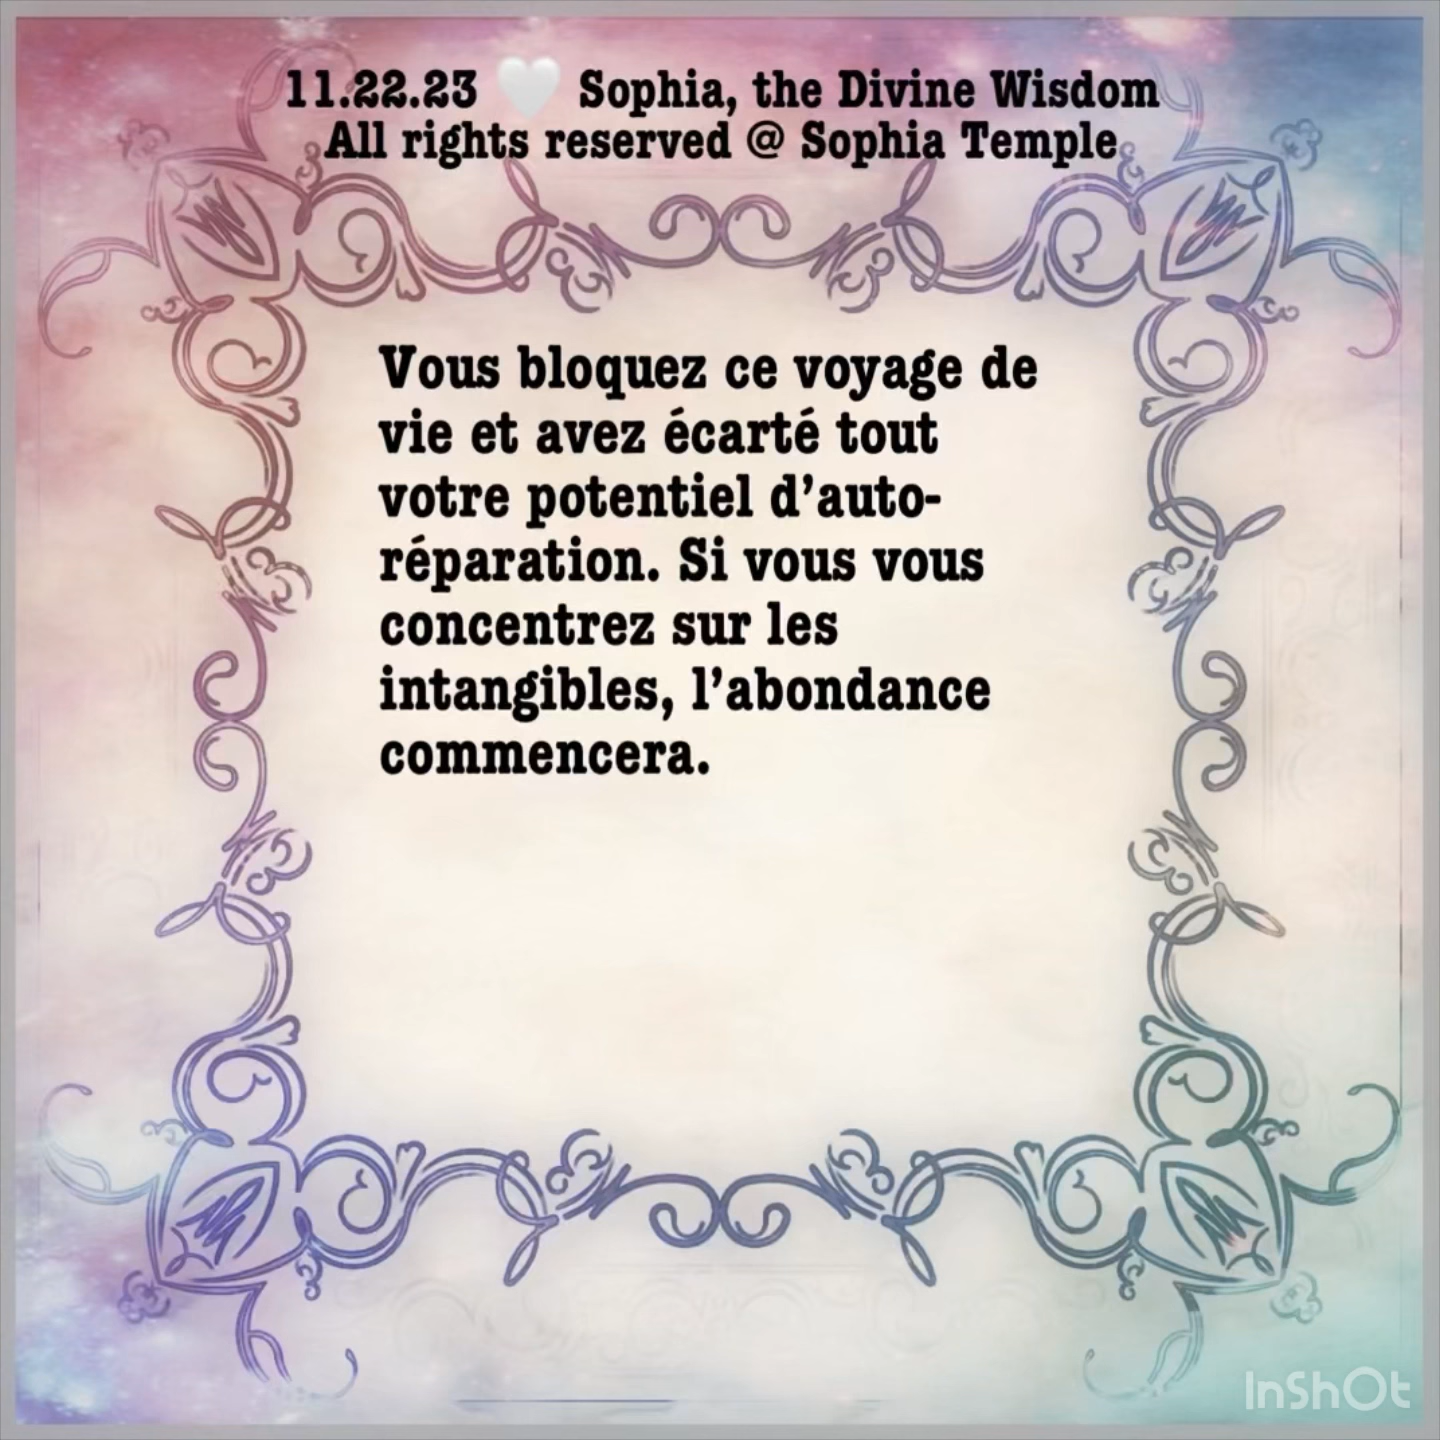 11.22.23 🤍 Sophia, the Divine Wisdom
All rights reserved @ Sophia Temple
Vous bloquez ce voyage de
vie et avez écarté tout
votre potentiel d’auto-
réparation. Si vous vous
concentrez sur les
intangibles, l’abondance
commencera.
InShOt